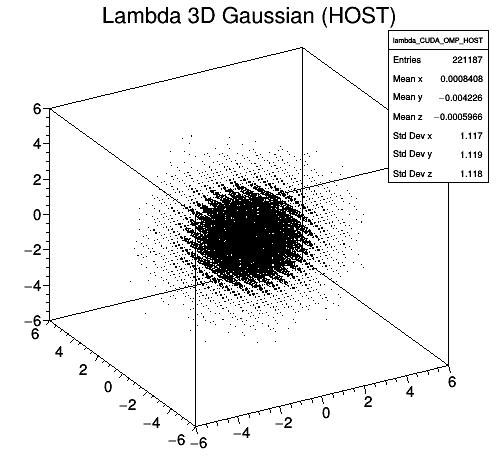 Lambda 3D Gaussian (HOST)
lambda_CUDA_OMP_HOST
Entries 221187
Mean x 0.0008408
Mean y −0.004226
Mean z −0.0005966
Std Dev x 1.117
Std Dev y 1.119
Std Dev z 1.118
6
4
2
0
−2
−4
−6
6
4
2
0
−2
−4
−6
−6
−4
−2
0
2
4
6